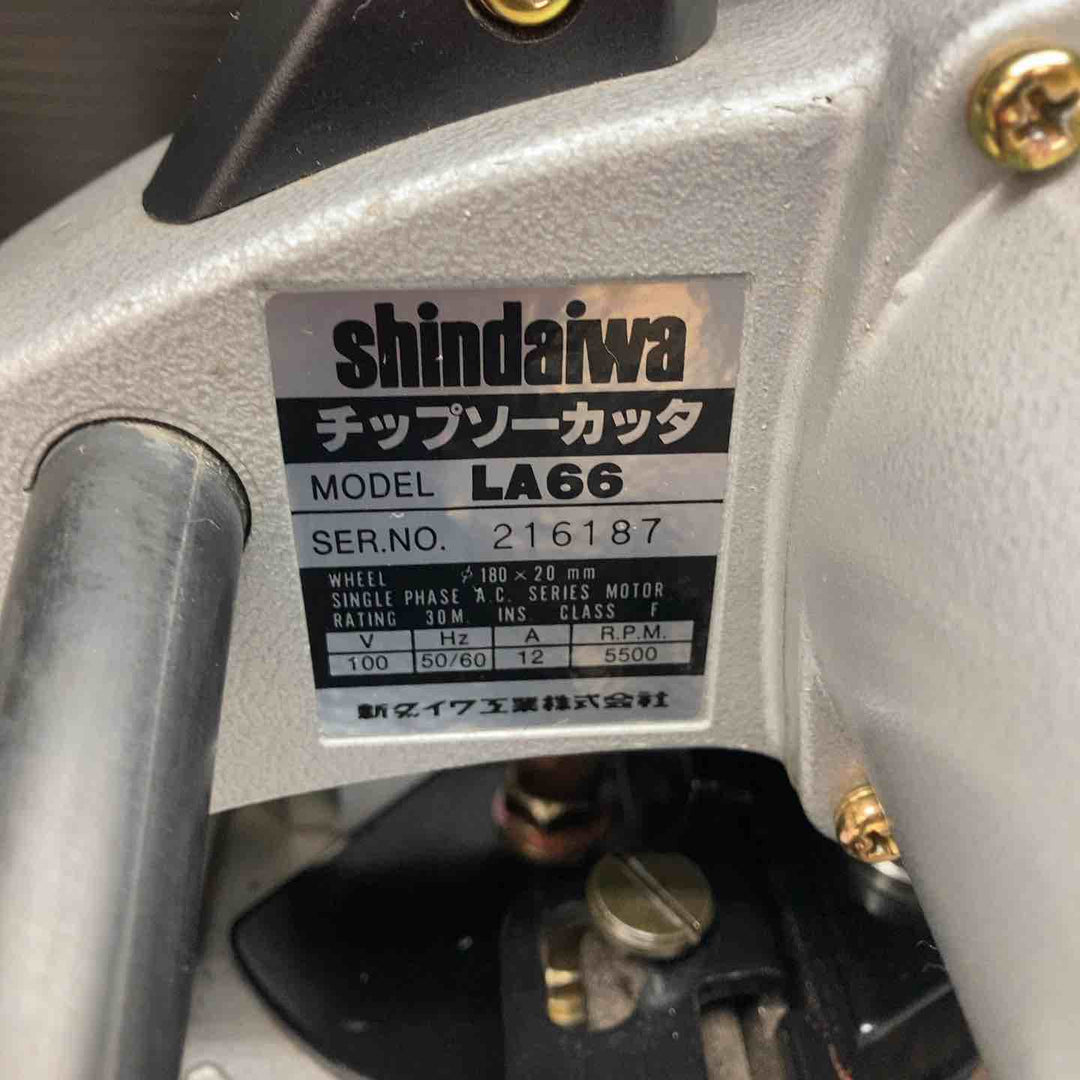 shindaiwa
チップソーカッタ
MODEL LA66
SER.NO. 216187
WHEEL φ180×20 mm
SINGLE PHASE A.C. SERIES MOTOR
RATING 30M. INS. CLASS F
V Hz A R.P.M.
100 50/60 12 5500
新ダイワ工業株式会社